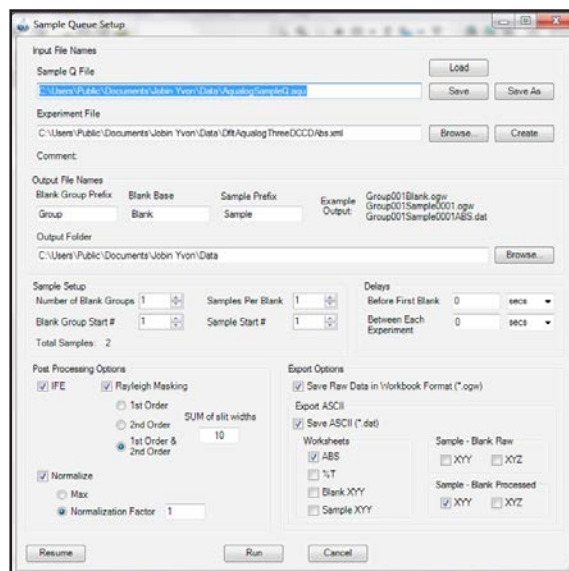 Sample Queue Setup
Input File Names
Sample Q File
Load
C:\Users\Public\Documents\Jobin Yvon\Data\AqualogSampleQ.aqu
Save
Save As
Experiment File
C:\Users\Public\Documents\Jobin Yvon\Data\DfltAqualogThreeDCCDAbs.xml
Browse...
Create
Comment:
Output File Names
Blank Group Prefix
Blank Base
Sample Prefix
Group
Blank
Sample
Example Output:
Group001Blank.ogw
Group001Sample0001.ogw
Group001Sample0001ABS.dat
Output Folder
C:\Users\Public\Documents\Jobin Yvon\Data
Browse...
Sample Setup
Number of Blank Groups 1
Samples Per Blank 1
Blank Group Start # 1
Sample Start # 1
Total Samples: 2
Delays
Before First Blank 0 secs
Between Each Experiment 0 secs
Post Processing Options
IFE
Rayleigh Masking
1st Order
2nd Order
1st Order & 2nd Order
SUM of slit widths
10
Normalize
Max
Normalization Factor 1
Export Options
Save Raw Data in Workbook Format (*.ogw)
Export ASCII
Save ASCII (*.dat)
Worksheets
ABS
%T
Blank XYY
Sample XYY
Sample - Blank Raw
XYY
XYZ
Sample - Blank Processed
XYY
XYZ
Resume
Run
Cancel